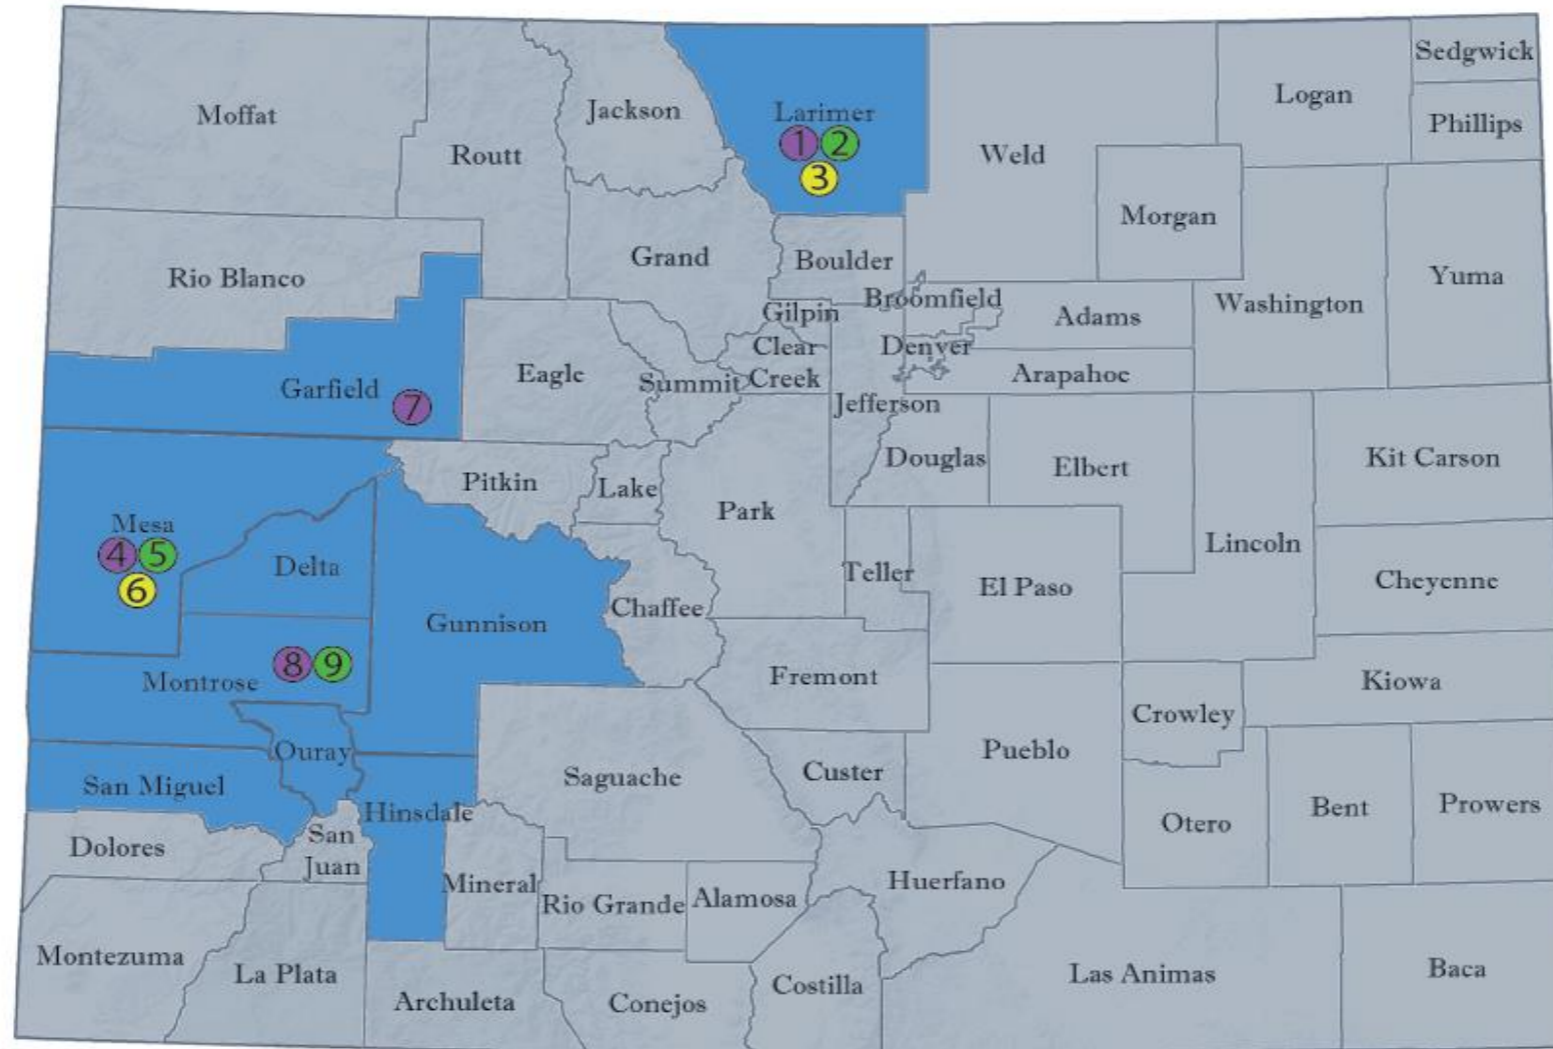 Sedgwick
Logan
Moffat
Jackson
Larimer
Phillips
1 2
Routt
Weld
3
Morgan
Grand
Boulder
Rio Blanco
Yuma
Broomfield
Washington
Gilpin
Adams
Clear
Creek
Denver
Eagle
Arapahoe
Summit
Garfield
7
Jefferson
Douglas
Elbert
Kit Carson
Pitkin
Lake
Park
Mesa
4 5
6
Lincoln
Delta
Teller
El Paso
Cheyenne
Chaffee
Gunnison
8 9
Montrose
Fremont
Kiowa
Crowley
Ouray
Pueblo
Saguache
Custer
San Miguel
Hinsdale
Bent
Prowers
Otero
San
Juan
Dolores
Mineral
Huerfano
Rio Grande
Alamosa
Montezuma
La Plata
Las Animas
Baca
Costilla
Archuleta
Conejos